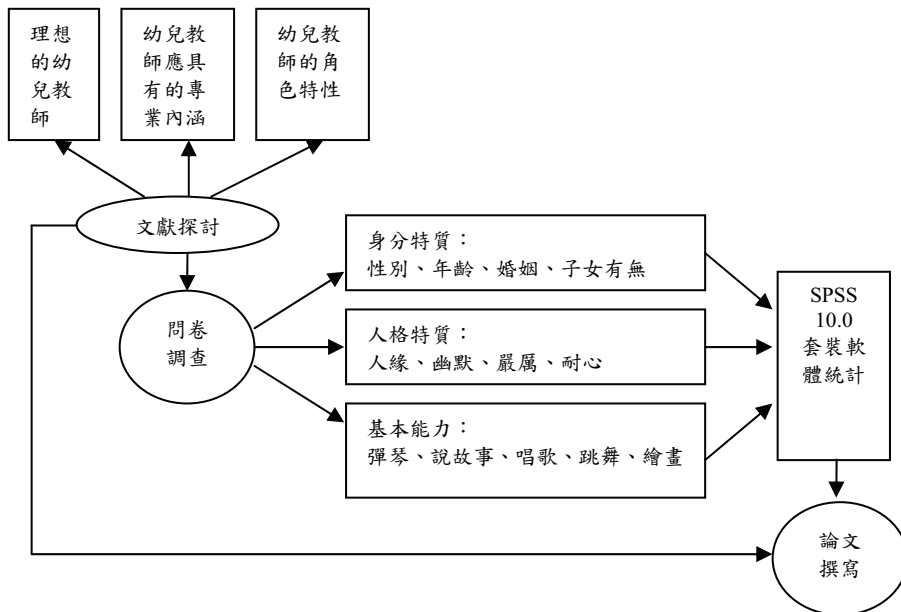 理想
的幼
兒教
師
幼兒教
師應具
有的專
業內涵
幼兒教
師的角
色特性
文獻探討
身分特質：
性別、年齡、婚姻、子女有無
問卷
調查
人格特質：
人緣、幽默、嚴厲、耐心
基本能力：
彈琴、說故事、唱歌、跳舞、繪畫
SPSS
10.0
套裝軟
體統計
論文
撰寫